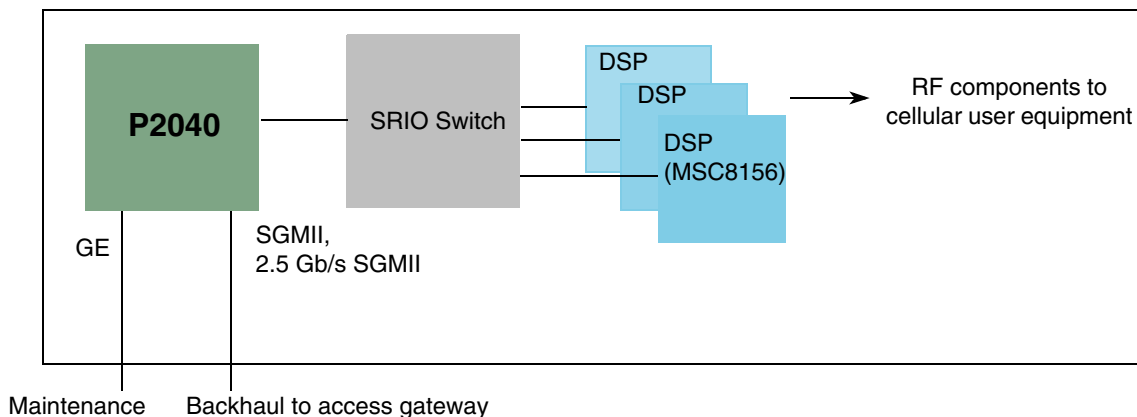 P2040
SRIO Switch
DSP
DSP
DSP
(MSC8156)
RF components to
cellular user equipment
GE
SGMII,
2.5 Gb/s SGMII
Maintenance
Backhaul to access gateway